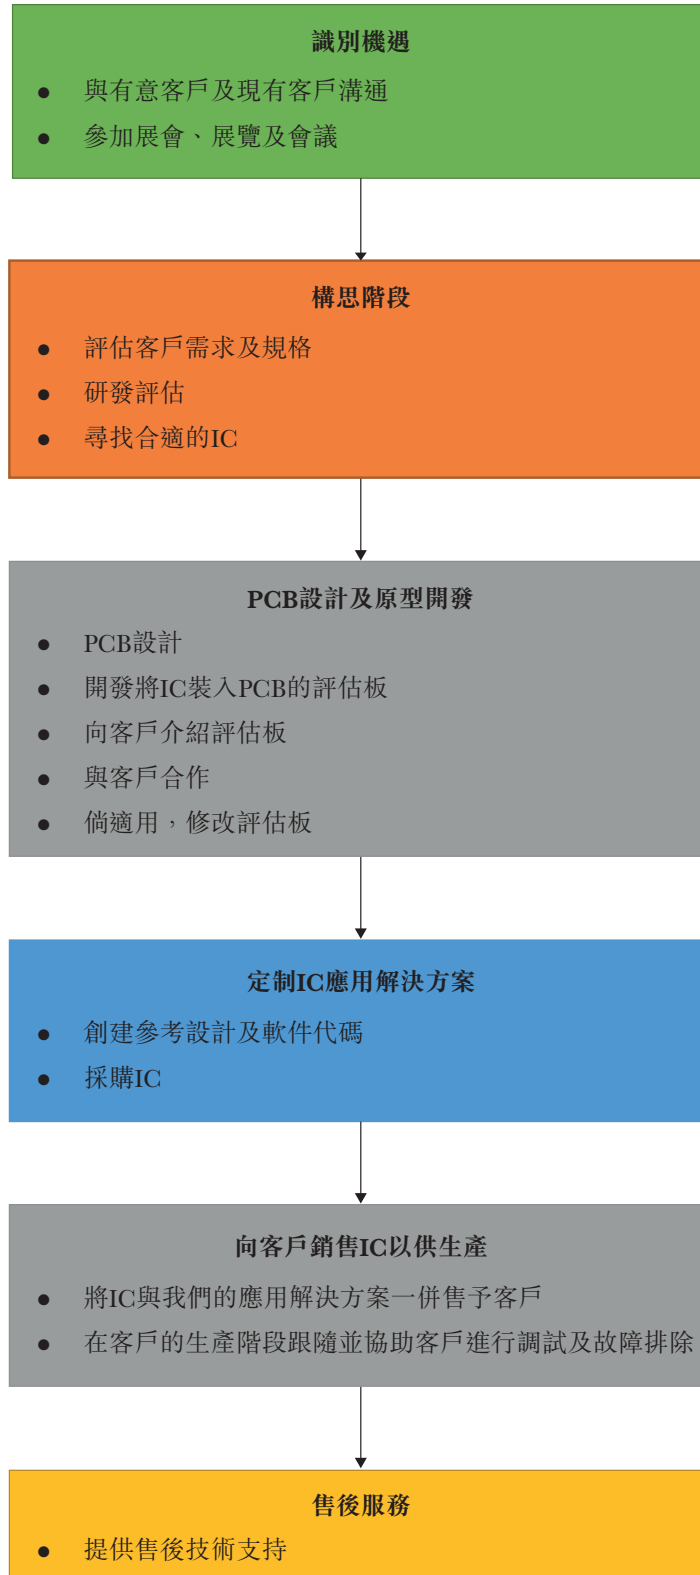 識別機遇
● 與有意客戶及現有客戶溝通
● 參加展會、展覽及會議
構思階段
● 評估客戶需求及規格
● 研發評估
● 尋找合適的IC
PCB設計及原型開發
● PCB設計
● 開發將IC裝入PCB的評估板
● 向客戶介紹評估板
● 與客戶合作
● 倘適用，修改評估板
定制IC應用解決方案
● 創建參考設計及軟件代碼
● 採購IC
向客戶銷售IC以供生產
● 將IC與我們的應用解決方案一併售予客戶
● 在客戶的生產階段跟隨並協助客戶進行調試及故障排除
售後服務
● 提供售後技術支持